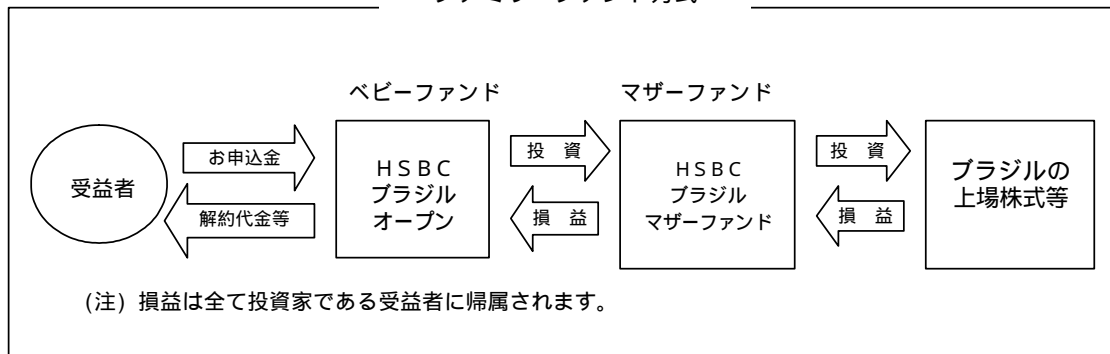 ベビーファンド
マザーファンド
受益者
お申込金
解約代金等
HSBC
ブラジル
オープン
投 資
損 益
HSBC
ブラジル
マザーファンド
投 資
損 益
ブラジルの
上場株式等
(注) 損益は全て投資家である受益者に帰属されます。